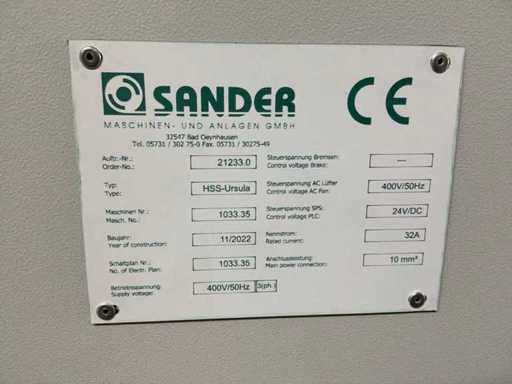 SANDER
MASCHINEN- UND ANLAGEN GMBH
32547 Bad Oeynhausen
Tel. 05731 / 302 75-0 Fax. 05731 / 30275-49
CE
Auftr.-Nr.:
Order-No.:
21233.0
Typ:
Type:
HSS-Ursula
Maschinen Nr.:
Masch. No.:
1033.35
Baujahr:
Year of construction:
11/2022
Schaltplan Nr.:
No. of Electr. Plan:
1033.35
Betriebsspannung:
Supply voltage:
400V/50Hz
3(ph.)
Steuerspannung Bremsen:
Control voltage Brake:
---
Steuerspannung AC Lüfter
Control voltage AC Fan:
400V/50Hz
Steuerspannung SPS:
Control voltage PLC:
24V/DC
Nennstrom:
Rated current:
32A
Anschlussleistung:
Main power connection:
10 mm²